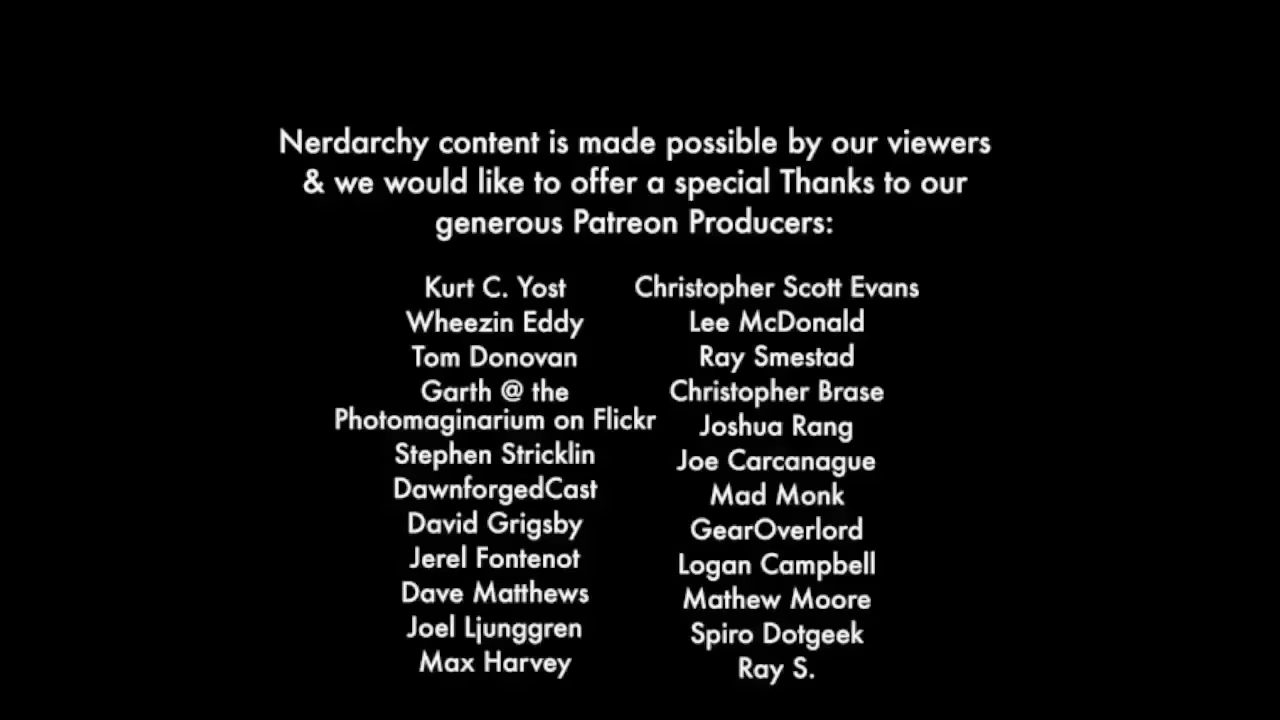 Nerdarchy content is made possible by our viewers
& we would like to offer a special Thanks to our
generous Patreon Producers:
Kurt C. Yost
Wheezin Eddy
Tom Donovan
Garth @ the
Photomaginarium on Flickr
Stephen Stricklin
DawnforgedCast
David Grigsby
Jerel Fontenot
Dave Matthews
Joel Ljunggren
Max Harvey
Christopher Scott Evans
Lee McDonald
Ray Smestad
Christopher Brase
Joshua Rang
Joe Carcanague
Mad Monk
GearOverlord
Logan Campbell
Mathew Moore
Spiro Dotgeek
Ray S.